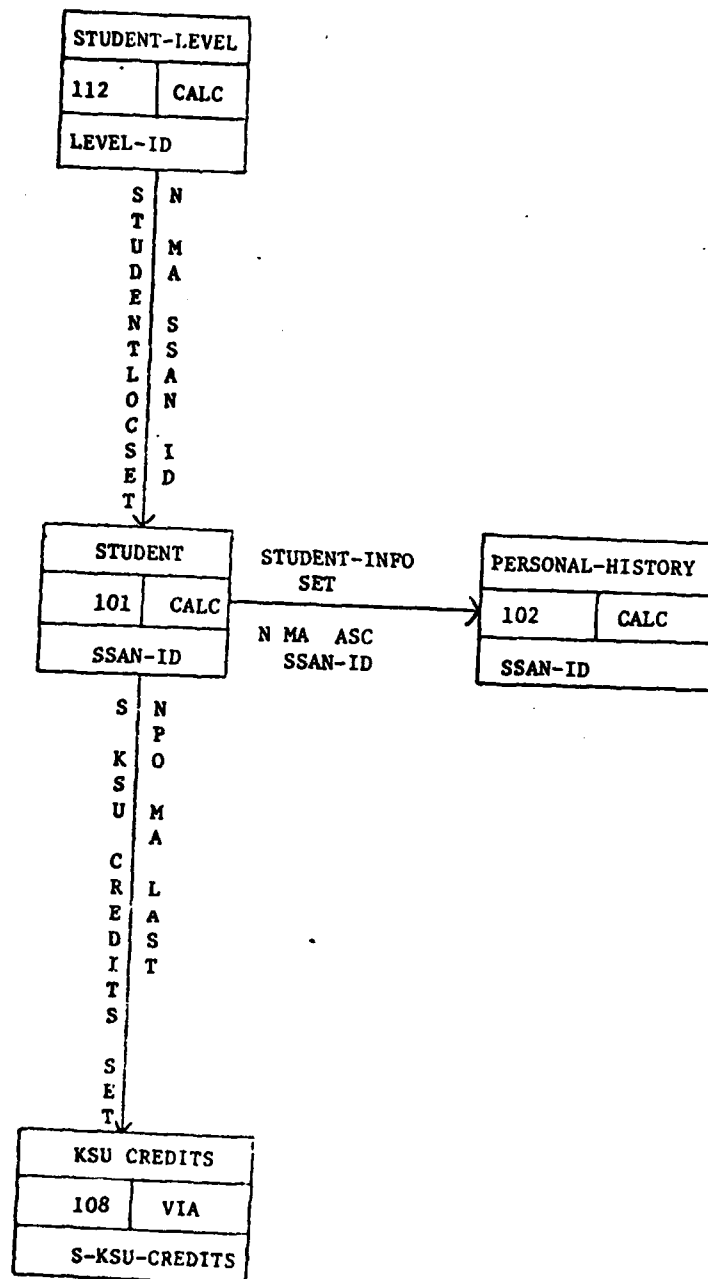 STUDENT-LEVEL
112 CALC
LEVEL-ID
STUDENTLOCSET
N MA SSAN ID
STUDENT
101 CALC
SSAN-ID
STUDENT-INFO
SET
N MA ASC
SSAN-ID
PERSONAL-HISTORY
102 CALC
SSAN-ID
S KSU CREDITS SET
NPO MA LAST
KSU CREDITS
108 VIA
S-KSU-CREDITS